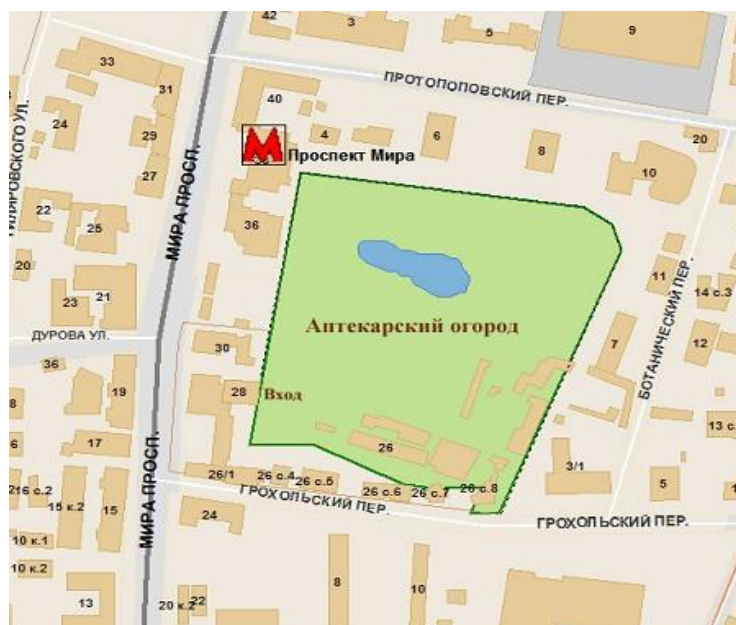 42
3
5
9
33
31
ПРОТОПОПОВСКИЙ ПЕР.
40
24
29
4
6
8
20
Проспект Мира
27
10
МИРА ПРОСП.
22
25
36
20
23
21
11
14 с.3
БОТАНИЧЕСКИЙ ПЕР.
Аптекарский огород
ДУРОВА УЛ.
30
7
12
36
19
28
Вход
8
6
17
26
13 с.
26/1
26 с.4
26 с.5
3/1
5
16 с.2
26 с.6
26 с.7
26 с.8
15 к.2
15
МИРА ПРОСП.
24
ГРОХОЛЬСКИЙ ПЕР.
ГРОХОЛЬСКИЙ ПЕР.
10 к.1
10 к.2
8
10
13
20 к.2
22